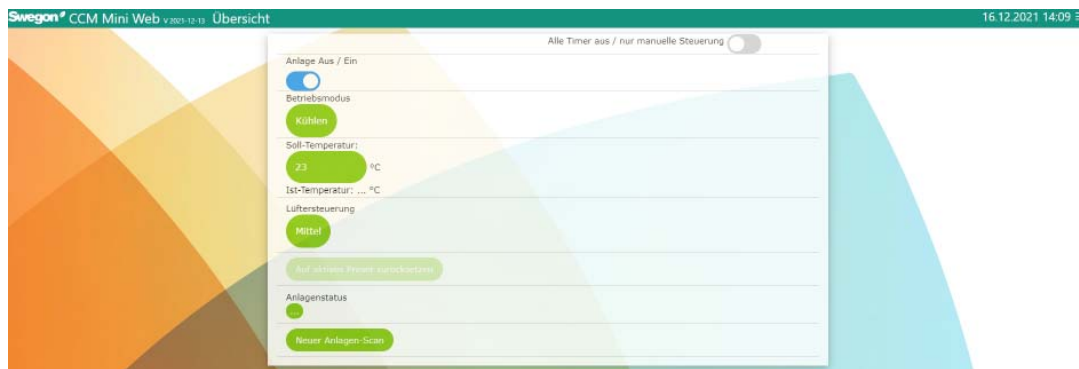 Swegon CCM Mini Web v 2021-12-13 Übersicht
16.12.2021 14:09
Alle Timer aus / nur manuelle Steuerung
Anlage Aus / Ein
Betriebsmodus
Kühlen
Soll-Temperatur:
23 °C
Ist-Temperatur: ... °C
Lüftersteuerung
Mittel
Auf aktives Preset zurücksetzen
Anlagenstatus
...
Neuer Anlagen-Scan